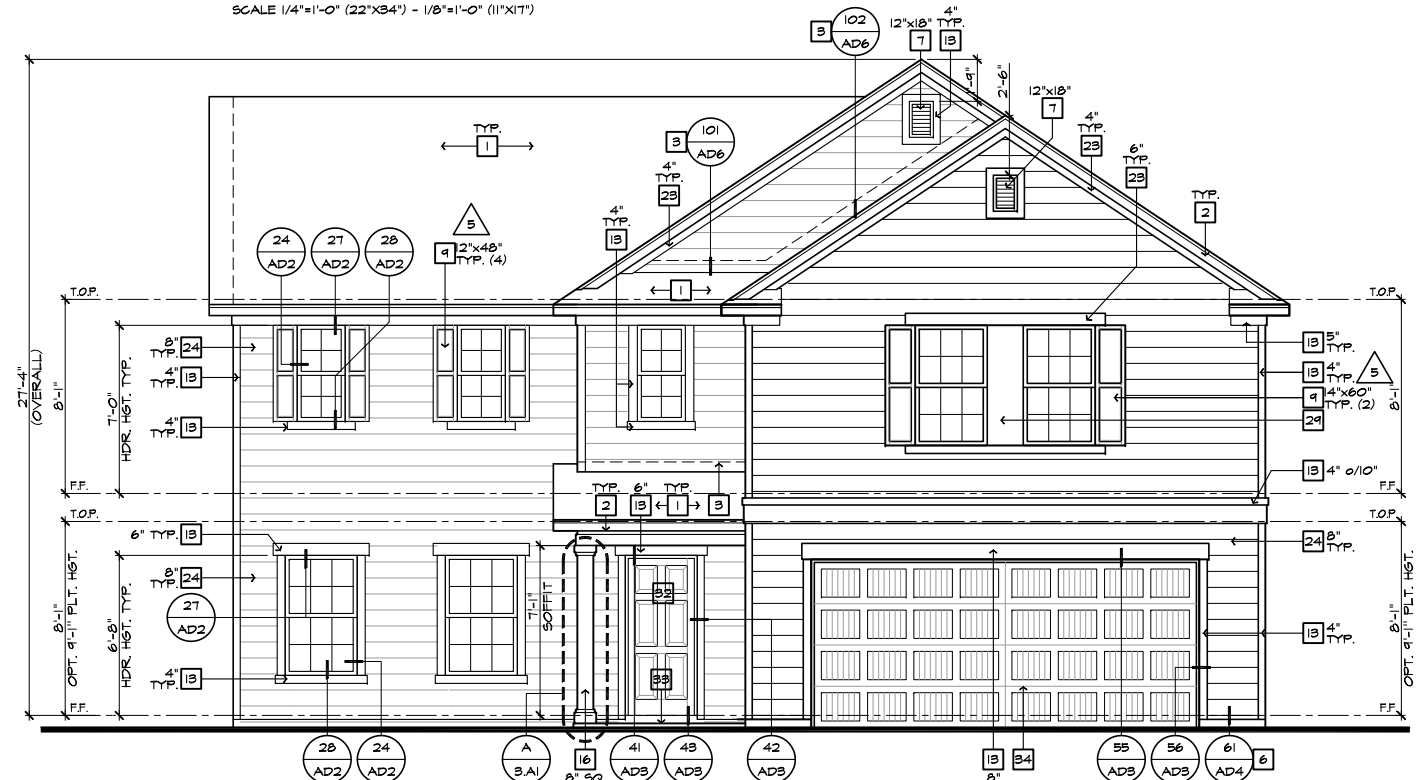 SCALE 1/4"=1'-0" (22"X34") - 1/8"=1'-0" (11"X17")
3
102
AD6
12"x18"
7
4"
TYP.
13
2'-6"
12"x18"
7
4"
TYP.
23
6"
TYP.
23
TYP.
2
TYP.
1
3
101
AD6
4"
TYP.
23
4"
TYP.
13
24
AD2
27
AD2
28
AD2
5
9
12"x48"
TYP. (4)
1
T.O.P.
T.O.P.
27'-4"
(OVERALL)
8'-1"
7'-0"
HDR. HGT. TYP.
8"
TYP.
24
4"
TYP.
13
4"
TYP.
13
13
5"
TYP.
13
4"
TYP.
5
9
14"x60"
TYP. (2)
29
8'-1"
13
4" o/10"
F.F.
F.F.
TYP.
2
6"
13
TYP.
1
3
T.O.P.
T.O.P.
6" TYP.
13
24
8"
TYP.
8"
TYP.
24
27
AD2
8'-1"
OPT. 9'-1" PLT. HGT.
6'-8"
HDR. HGT. TYP.
7'-1"
SOFFIT
32
33
13
4"
TYP.
8'-1"
OPT. 9'-1" PLT. HGT.
4"
TYP.
13
F.F.
F.F.
28
AD2
24
AD2
A
3.A1
16
8" SQ
41
AD3
43
AD3
42
AD3
13
8"
34
55
AD3
56
AD3
61
AD4
6